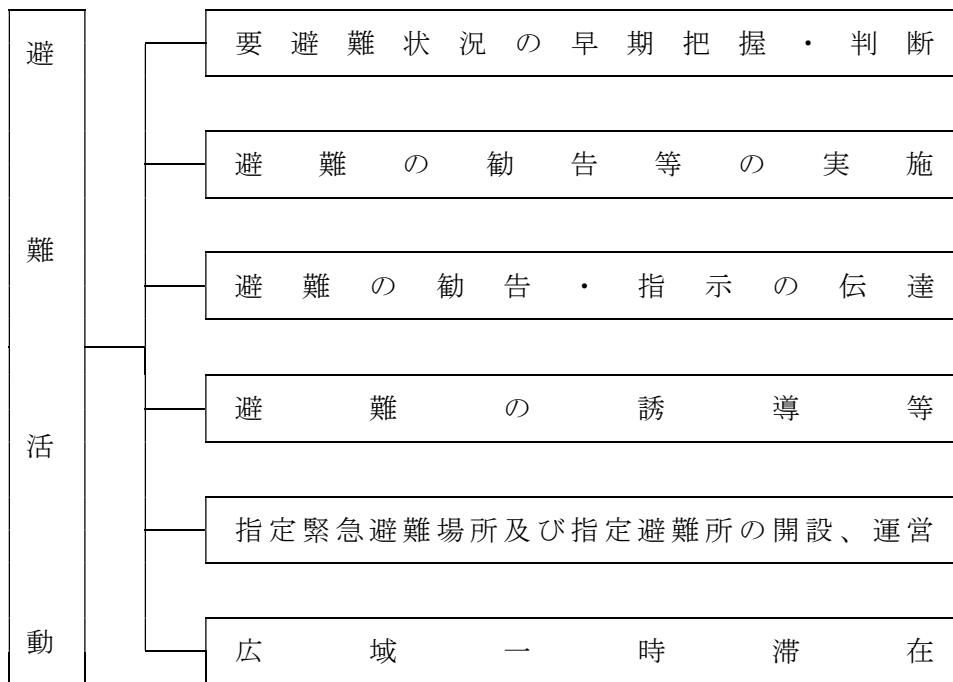 避難活動
要避難状況の早期把握・判断
避難の勧告等の実施
避難の勧告・指示の伝達
避難の誘導等
指定緊急避難場所及び指定避難所の開設、運営
広域一時滞在